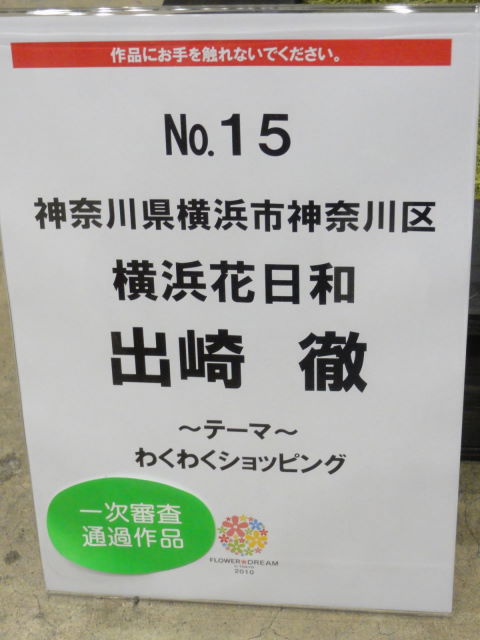 作品にお手を触れないでください。
No.15
神奈川県横浜市神奈川区
横浜花日和
出崎 徹
～テーマ～
わくわくショッピング
一次審査
通過作品
FLOWER★DREAM
in TOKYO
2010